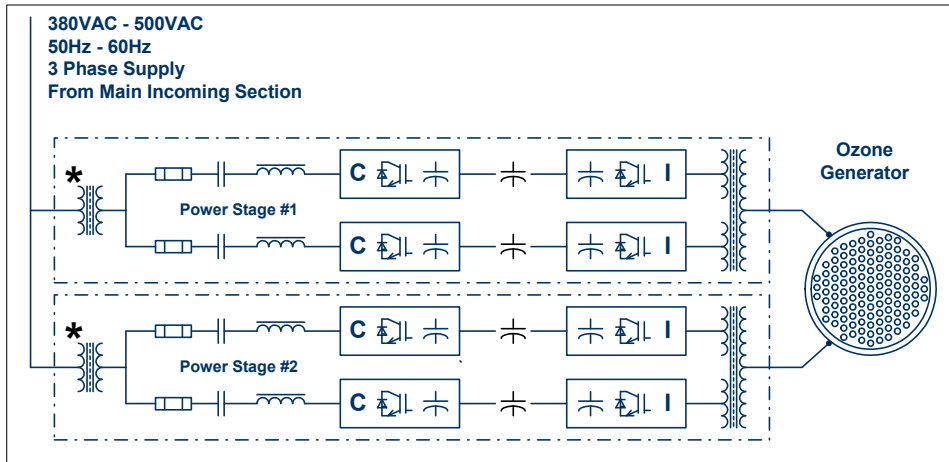 380VAC - 500VAC
50Hz - 60Hz
3 Phase Supply
From Main Incoming Section
Ozone
Generator
*
C
I
Power Stage #1
C
I
*
C
I
Power Stage #2
C
I